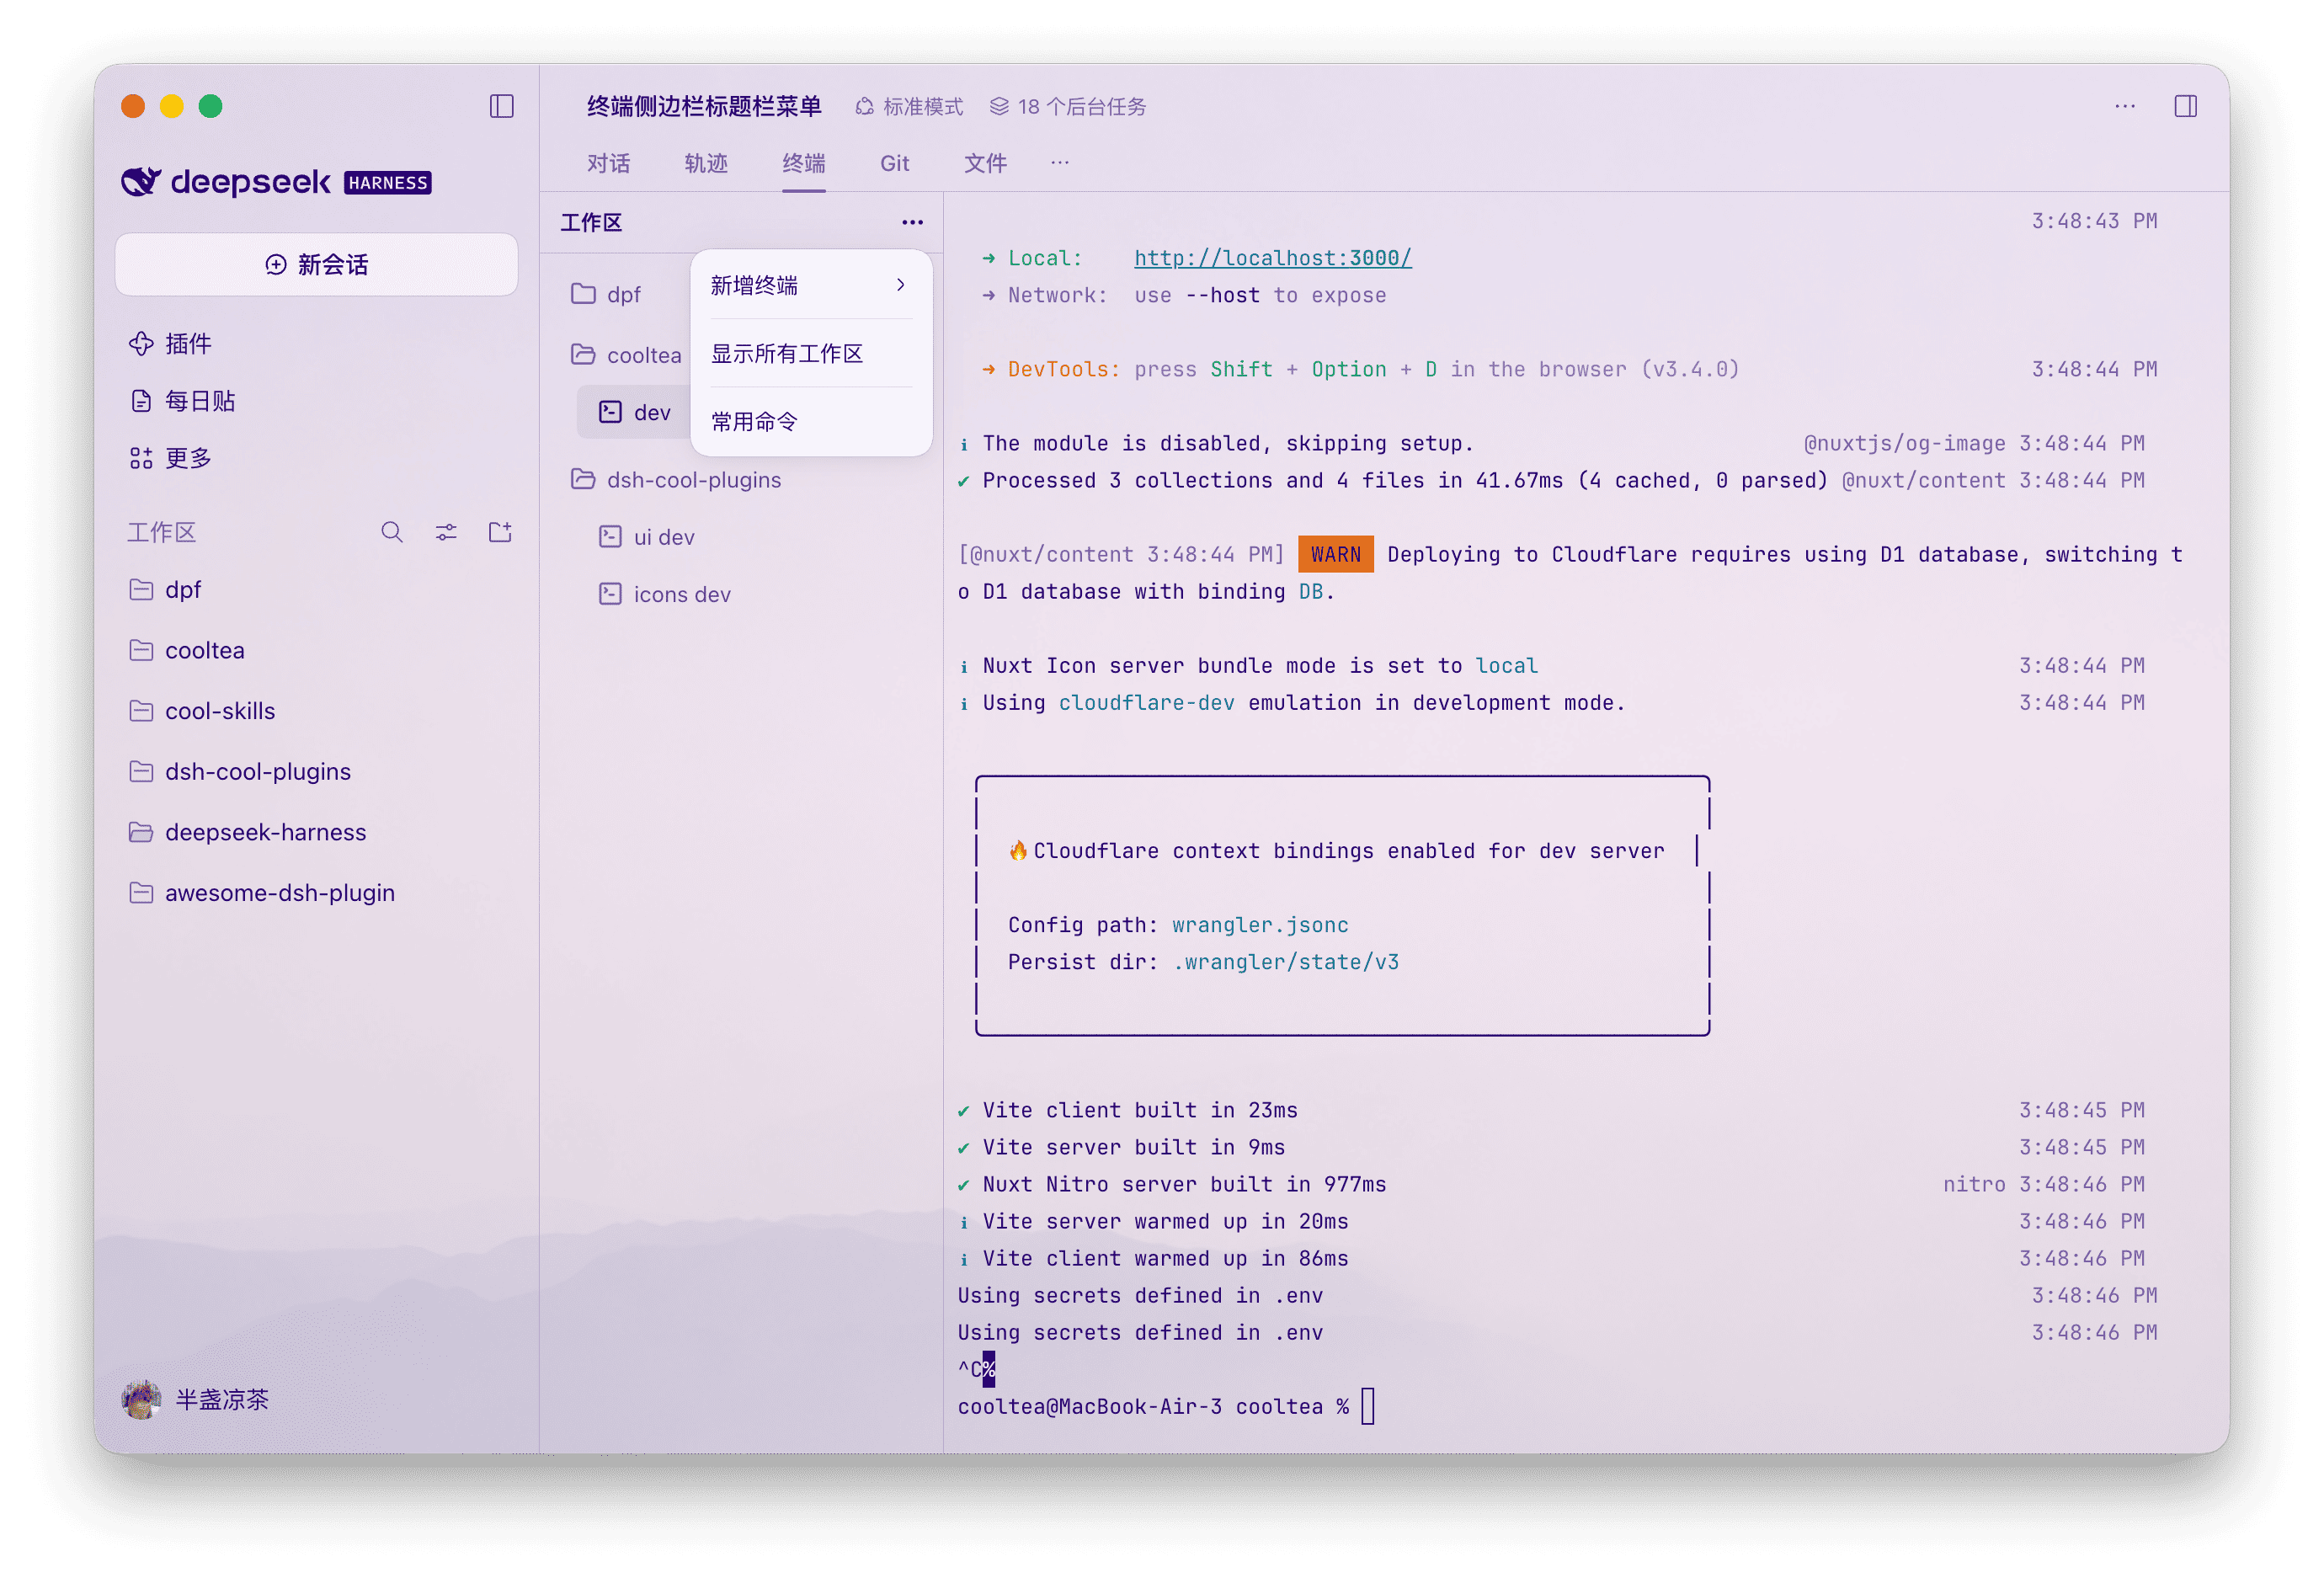 deepseek HARNESS
新会话
插件
每日贴
更多
工作区
dpf
cooltea
cool-skills
dsh-cool-plugins
deepseek-harness
awesome-dsh-plugin
半盏凉茶
终端侧边栏标题栏菜单 标准模式 18 个后台任务 ···
对话 轨迹 终端 Git 文件 ···
工作区 ···
dpf
cooltea
dev
dsh-cool-plugins
ui dev
icons dev
新增终端
显示所有工作区
常用命令
3:48:43 PM
➜ Local: http://localhost:3000/
➜ Network: use --host to expose
➜ DevTools: press Shift + Option + D in the browser (v3.4.0) 3:48:44 PM
ℹ The module is disabled, skipping setup. @nuxtjs/og-image 3:48:44 PM
✔ Processed 3 collections and 4 files in 41.67ms (4 cached, 0 parsed) @nuxt/content 3:48:44 PM
[@nuxt/content 3:48:44 PM] WARN Deploying to Cloudflare requires using D1 database, switching t
o D1 database with binding DB.
ℹ Nuxt Icon server bundle mode is set to local 3:48:44 PM
ℹ Using cloudflare-dev emulation in development mode. 3:48:44 PM
🔥 Cloudflare context bindings enabled for dev server
Config path: wrangler.jsonc
Persist dir: .wrangler/state/v3
✔ Vite client built in 23ms 3:48:45 PM
✔ Vite server built in 9ms 3:48:45 PM
✔ Nuxt Nitro server built in 977ms nitro 3:48:46 PM
ℹ Vite server warmed up in 20ms 3:48:46 PM
ℹ Vite client warmed up in 86ms 3:48:46 PM
Using secrets defined in .env 3:48:46 PM
Using secrets defined in .env 3:48:46 PM
^C%
cooltea@MacBook-Air-3 cooltea %